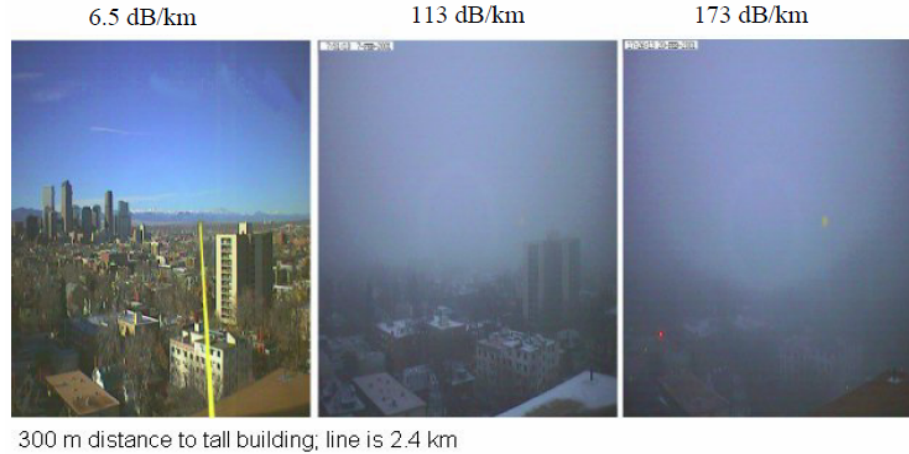 6.5 dB/km
113 dB/km
173 dB/km
300 m distance to tall building; line is 2.4 km